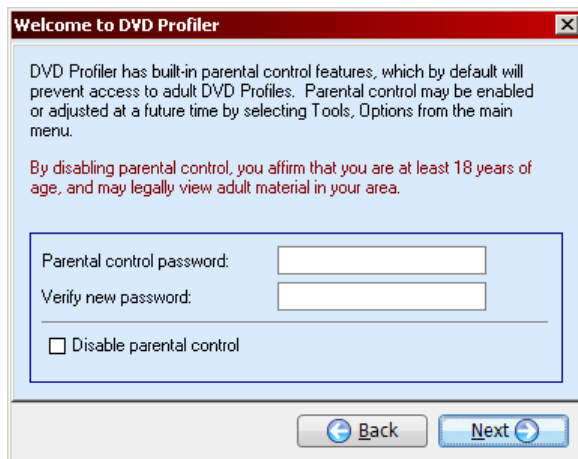 Welcome to DVD Profiler
DVD Profiler has built-in parental control features, which by default will
prevent access to adult DVD Profiles. Parental control may be enabled
or adjusted at a future time by selecting Tools, Options from the main
menu.
By disabling parental control, you affirm that you are at least 18 years of
age, and may legally view adult material in your area.
Parental control password:
Verify new password:
Disable parental control
Back
Next